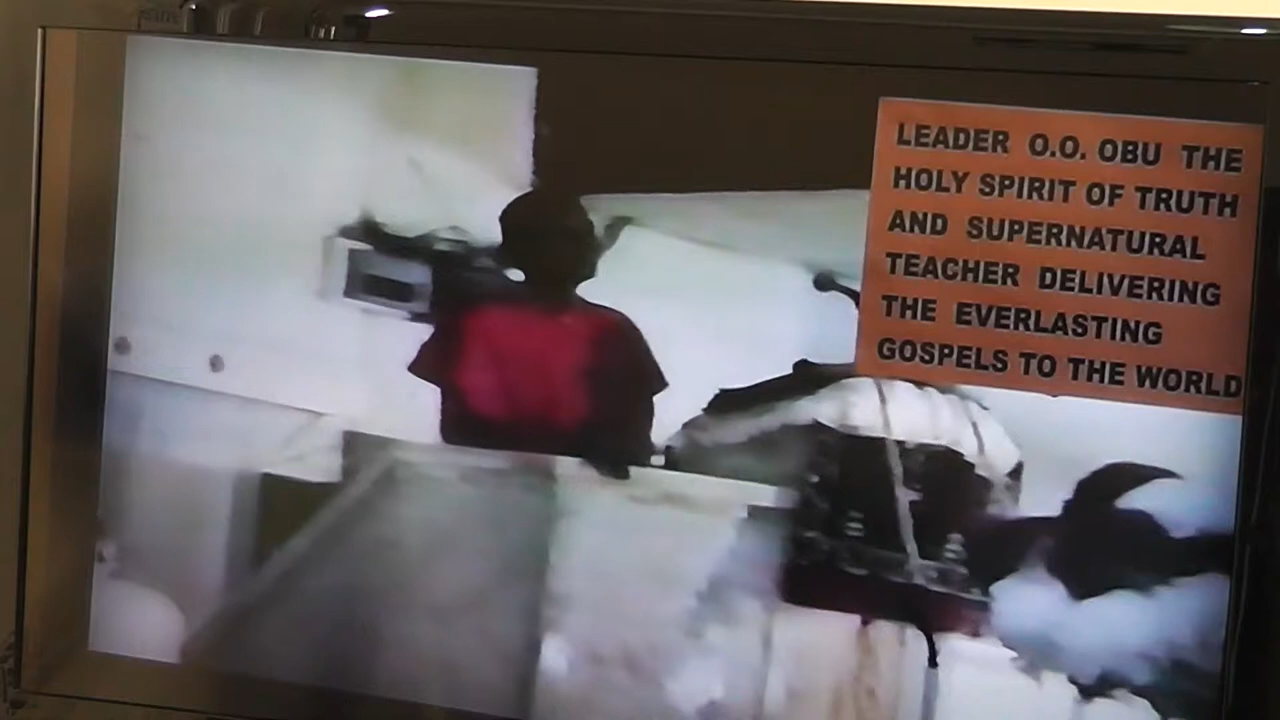 LEADER O.O. OBU THE
HOLY SPIRIT OF TRUTH
AND SUPERNATURAL
TEACHER DELIVERING
THE EVERLASTING
GOSPELS TO THE WORLD